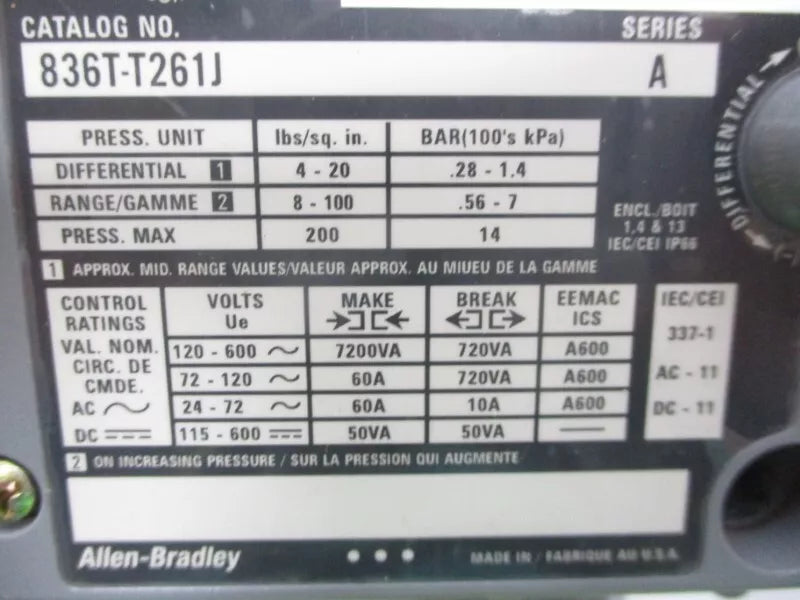 CATALOG NO. SERIES
836T-T261J A
PRESS. UNIT lbs/sq. in. BAR(100's kPa)
DIFFERENTIAL 1 4 - 20 .28 - 1.4
RANGE/GAMME 2 8 - 100 .56 - 7
PRESS. MAX 200 14
ENCL./BOIT
1.4 & 13
IEC/CEI IP66
DIFFERENTIAL
1 APPROX. MID. RANGE VALUES/VALEUR APPROX. AU MIUEU DE LA GAMME
CONTROL RATINGS VAL. NOM. CIRC. DE CMDE.
VOLTS Ue MAKE BREAK EEMAC ICS IEC/CEI
337-1
AC - 11
DC - 11
120 - 600 7200VA 720VA A600
72 - 120 60A 720VA A600
AC 24 - 72 60A 10A A600
DC 115 - 600 50VA 50VA
2 ON INCREASING PRESSURE / SUR LA PRESSION QUI AUGMENTE
Allen-Bradley MADE IN / FABRIQUE AU U.S.A.